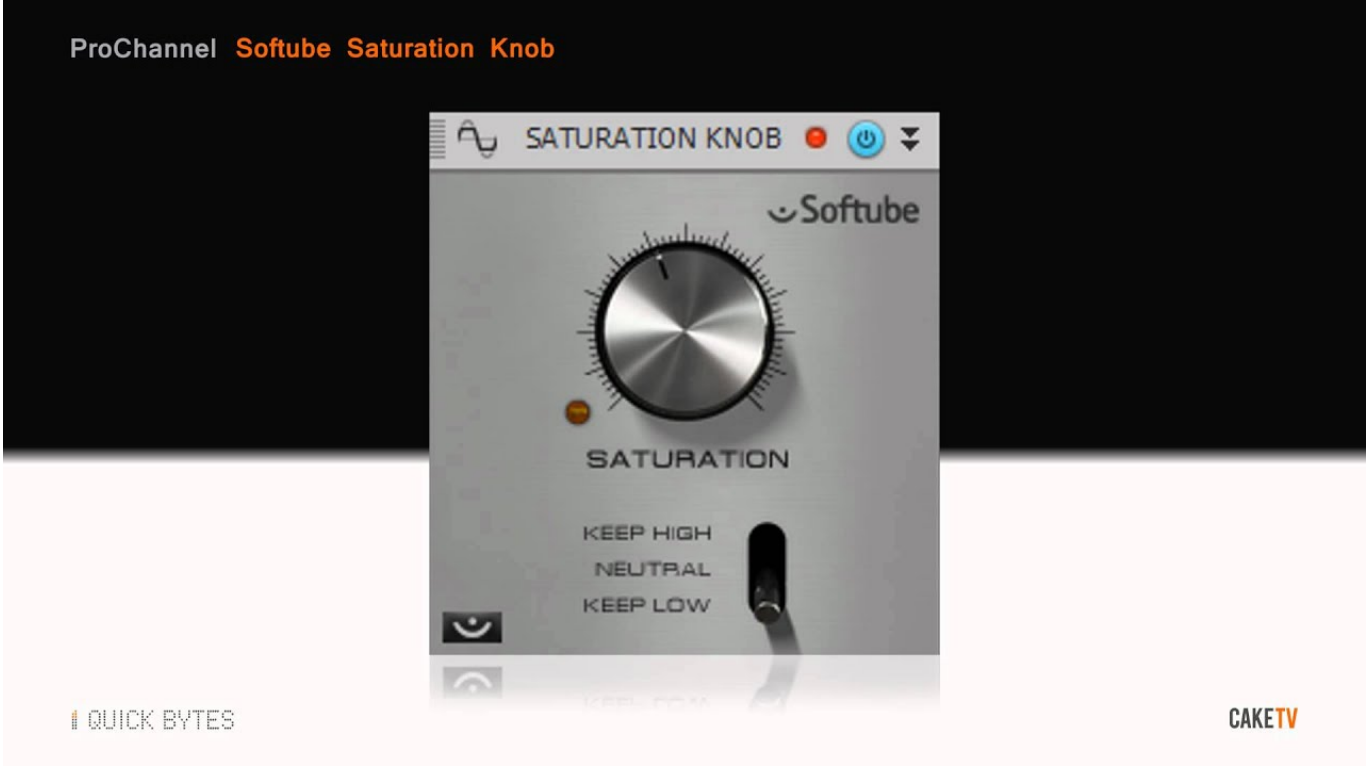 ProChannel Softube Saturation Knob
SATURATION KNOB
Softube
SATURATION
KEEP HIGH
NEUTRAL
KEEP LOW
QUICK BYTES
CAKETV